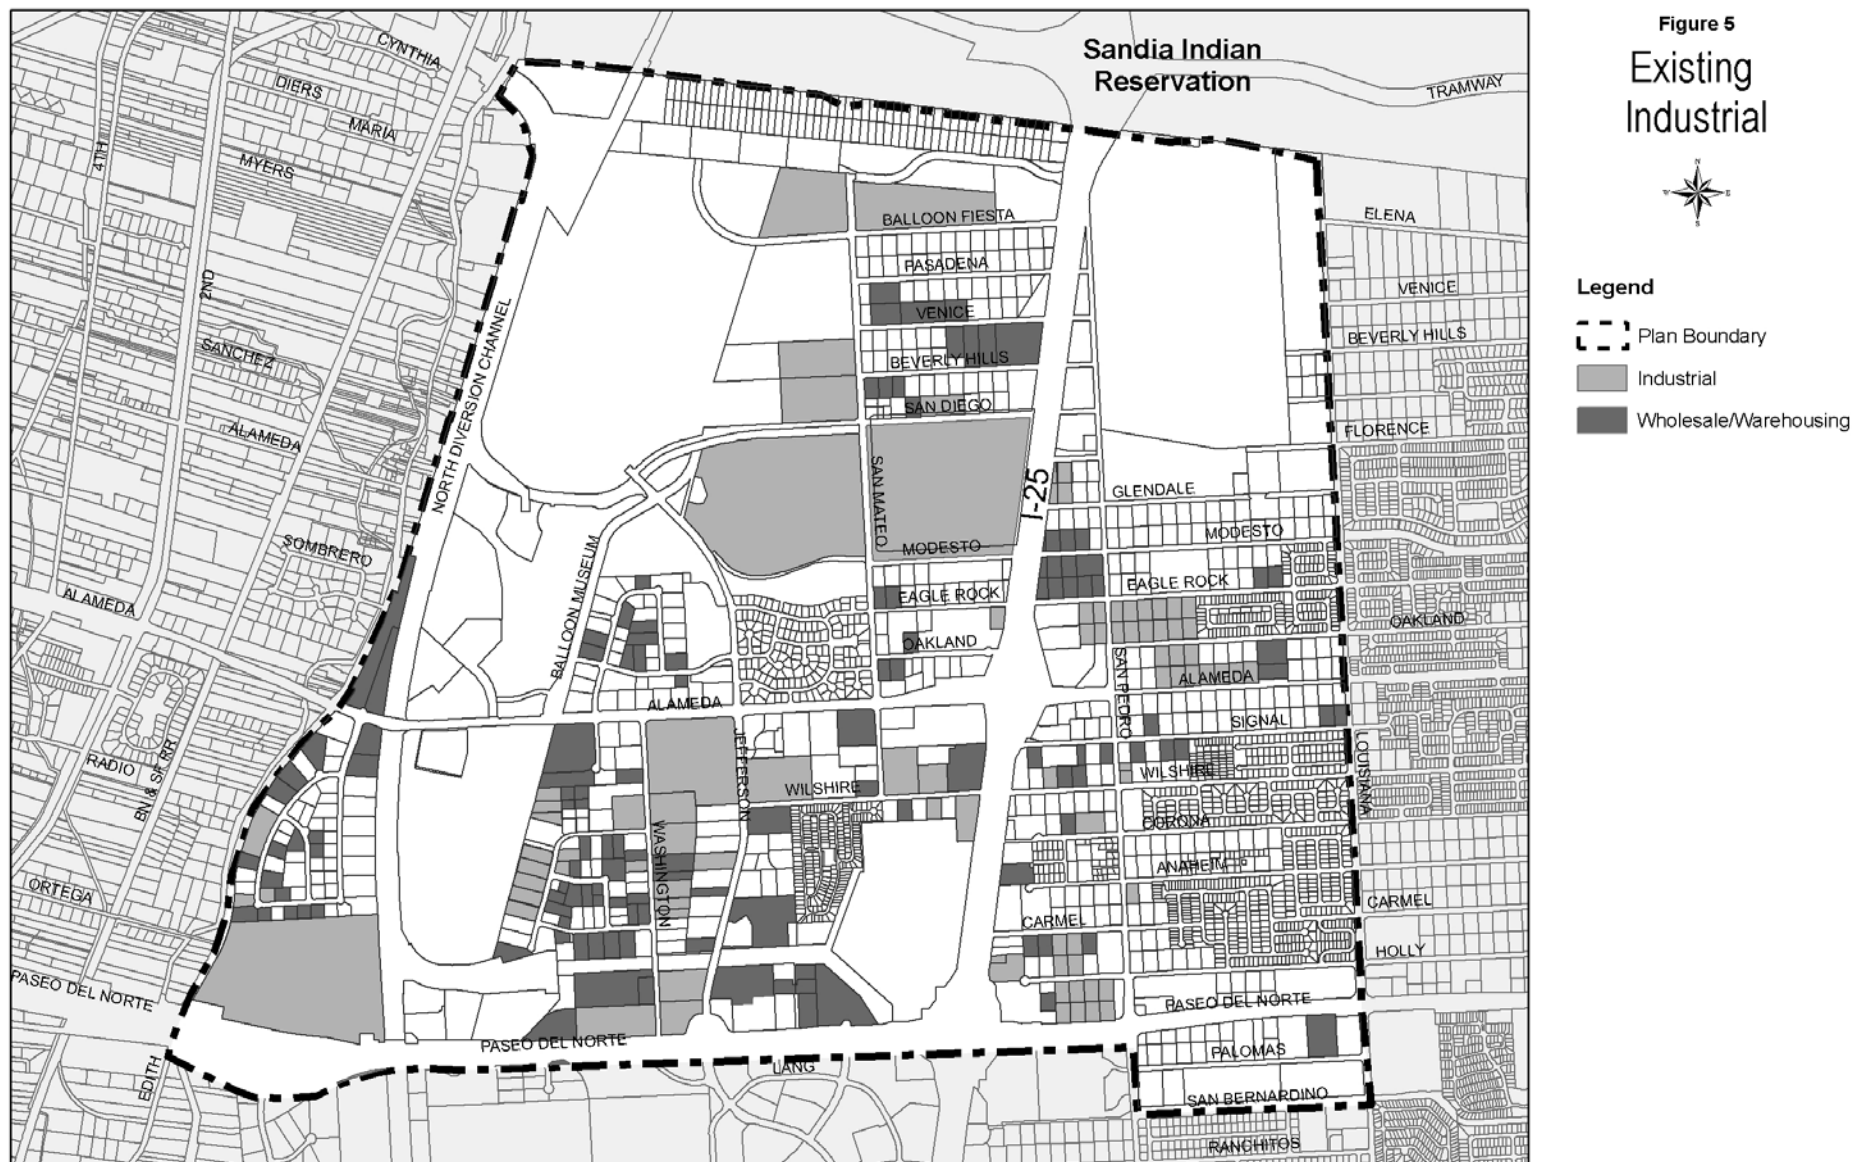 Figure 5
Existing
Industrial
N
W
E
S
Legend
Plan Boundary
Industrial
Wholesale/Warehousing
Sandia Indian
Reservation
TRAMWAY
CYNTHIA
DIERS
MARIA
MYERS
4TH
2ND
ELENA
BALLOON FIESTA
PASADENA
VENICE
VENICE
BEVERLY HILLS
BEVERLY HILLS
SANCHEZ
NORTH DIVERSION CHANNEL
SAN DIEGO
ALAMEDA
FLORENCE
SAN MATEO
I-25
GLENDALE
MODESTO
MODESTO
SOMBRERO
BALLOON MUSEUM
EAGLE ROCK
EAGLE ROCK
ALAMEDA
OAKLAND
OAKLAND
SAN PEDRO
ALAMEDA
ALAMEDA
SIGNAL
RADIO
BN & SF RR
JEFFERSON
WILSHIRE
WILSHIRE
LOUISIANA
WASHINGTON
CORONA
ANAHEIM
ORTEGA
CARMEL
CARMEL
HOLLY
PASEO DEL NORTE
PASEO DEL NORTE
PASEO DEL NORTE
EDITH
LANG
PALOMAS
SAN BERNARDINO
RANCHITOS